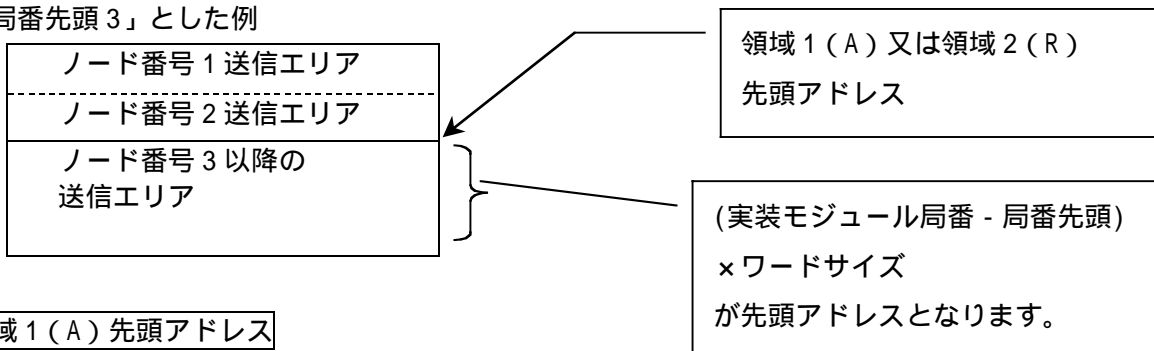 局番先頭3」とした例
ノード番号1送信エリア
ノード番号2送信エリア
ノード番号3以降の
送信エリア
領域1(A)又は領域2(R)
先頭アドレス
(実装モジュール局番 - 局番先頭)
×ワードサイズ
が先頭アドレスとなります。
域1(A)先頭アドレス